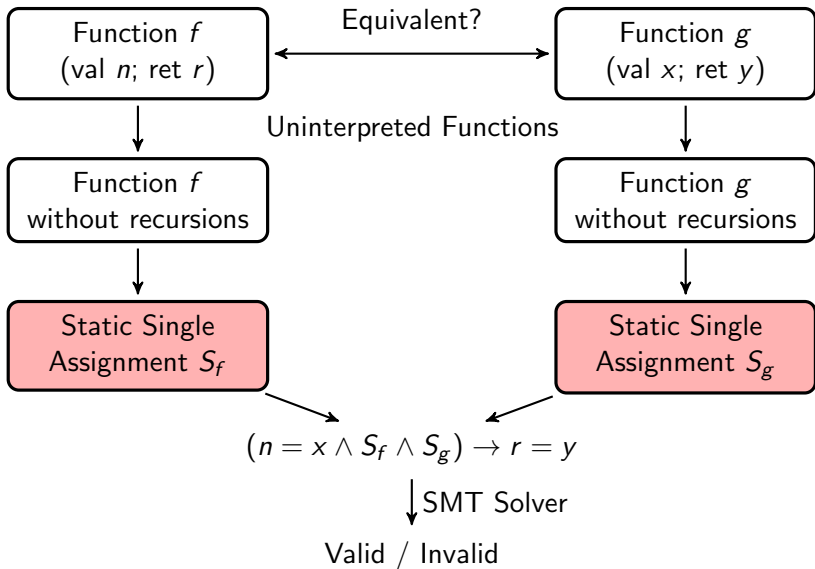 Function f
(val n; ret r)
Equivalent?
Function g
(val x; ret y)
Uninterpreted Functions
Function f
without recursions
Function g
without recursions
Static Single
Assignment S_f
Static Single
Assignment S_g
(n = x ∧ S_f ∧ S_g) → r = y
SMT Solver
Valid / Invalid